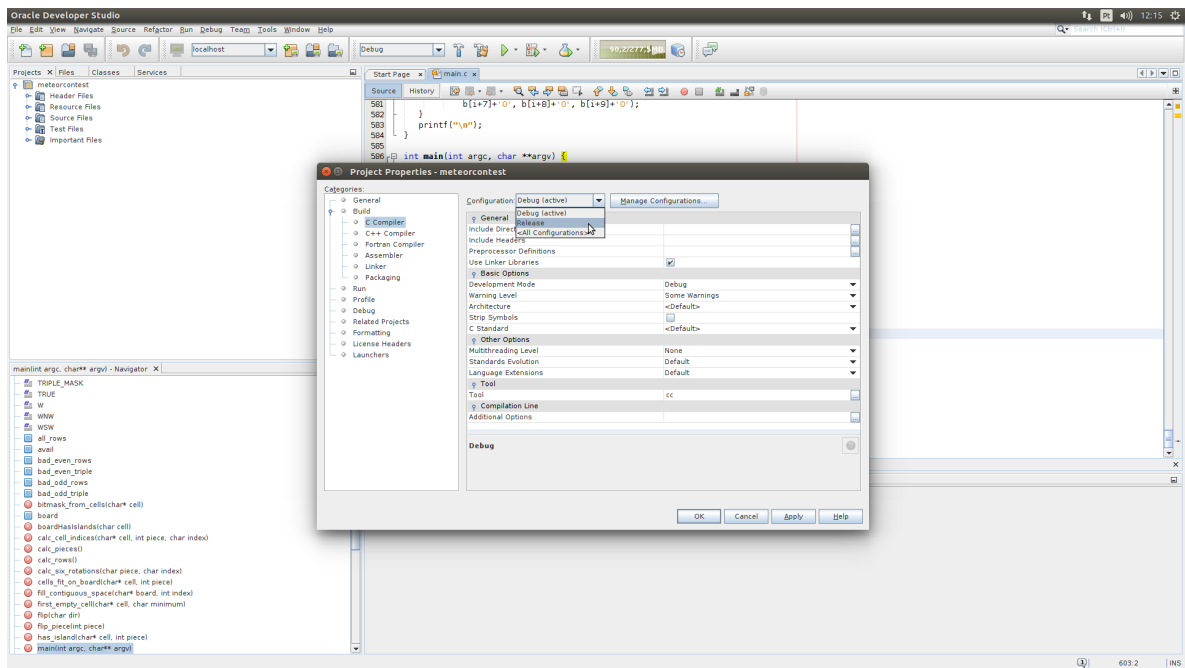 Oracle Developer Studio
Pt 12:15
File Edit View Navigate Source Refactor Run Debug Team Tools Window Help
Search (Ctrl+I)
localhost
Debug
90,2/277,5MB
Projects Files Classes Services
Start Page main.c
meteorcontest
Header Files
Resource Files
Source Files
Test Files
Important Files
Source History
581 b[i+7]+'0', b[i+8]+'0', b[i+9]+'0');
582 }
583 printf("\n");
584 }
585
586 int main(int argc, char **argv) {
Project Properties - meteorcontest
Categories:
General
Build
C Compiler
C++ Compiler
Fortran Compiler
Assembler
Linker
Packaging
Run
Profile
Debug
Related Projects
Formatting
License Headers
Launchers
Configuration: Debug (active) Manage Configurations...
Debug (active)
Release
<All Configurations>
General
Include Direct
Include Headers
Preprocessor Definitions
Use Linker Libraries
Basic Options
Development Mode Debug
Warning Level Some Warnings
Architecture <Default>
Strip Symbols
C Standard <Default>
Other Options
Multithreading Level None
Standards Evolution Default
Language Extensions Default
Tool
Tool cc
Compilation Line
Additional Options
Debug
OK Cancel Apply Help
main(int argc, char** argv) - Navigator
TRIPLE_MASK
TRUE
W
WNW
WSW
all_rows
avail
bad_even_rows
bad_even_triple
bad_odd_rows
bad_odd_triple
bitmask_from_cells(char* cell)
board
boardHasIslands(char cell)
calc_cell_indices(char* cell, int piece, char index)
calc_pieces()
calc_rows()
calc_six_rotations(char piece, char index)
cells_fit_on_board(char* cell, int piece)
fill_contiguous_space(char* board, int index)
first_empty_cell(char* cell, char minimum)
flip(char dir)
flip_piece(int piece)
has_island(char* cell, int piece)
main(int argc, char** argv)
603:2 INS